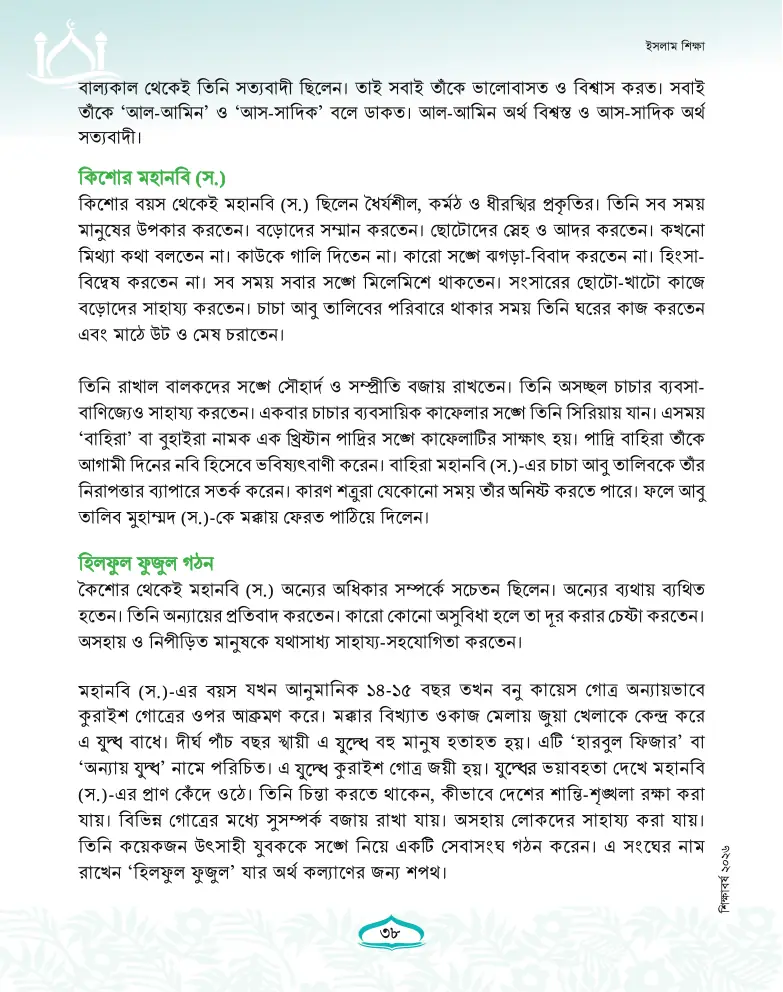 ইসলাম শিক্ষা
বাল্যকাল থেকেই তিনি সত্যবাদী ছিলেন। তাই সবাই তাঁকে ভালোবাসত ও বিশ্বাস করত। সবাই
তাঁকে ‘আল-আমিন’ ও ‘আস-সাদিক’ বলে ডাকত। আল-আমিন অর্থ বিশ্বস্ত ও আস-সাদিক অর্থ
সত্যবাদী।
কিশোর মহানবি (স.)
কিশোর বয়স থেকেই মহানবি (স.) ছিলেন ধৈর্যশীল, কর্মঠ ও ধীরস্থির প্রকৃতির। তিনি সব সময়
মানুষের উপকার করতেন। বড়োদের সম্মান করতেন। ছোটোদের স্নেহ ও আদর করতেন। কখনো
মিথ্যা কথা বলতেন না। কাউকে গালি দিতেন না। কারো সঙ্গে ঝগড়া-বিবাদ করতেন না। হিংসা-
বিদ্বেষ করতেন না। সব সময় সবার সঙ্গে মিলেমিশে থাকতেন। সংসারের ছোটো-খাটো কাজে
বড়োদের সাহায্য করতেন। চাচা আবু তালিবের পরিবারে থাকার সময় তিনি ঘরের কাজ করতেন
এবং মাঠে উট ও মেষ চরাতেন।
তিনি রাখাল বালকদের সঙ্গে সৌহার্দ ও সম্প্রীতি বজায় রাখতেন। তিনি অসচ্ছল চাচার ব্যবসা-
বাণিজ্যেও সাহায্য করতেন। একবার চাচার ব্যবসায়িক কাফেলার সঙ্গে তিনি সিরিয়ায় যান। এসময়
‘বাহিরা’ বা বুহাইরা নামক এক খ্রিষ্টান পাদ্রির সঙ্গে কাফেলাটির সাক্ষাৎ হয়। পাদ্রি বাহিরা তাঁকে
আগামী দিনের নবি হিসেবে ভবিষ্যৎবাণী করেন। বাহিরা মহানবি (স.)-এর চাচা আবু তালিবকে তাঁর
নিরাপত্তার ব্যাপারে সতর্ক করেন। কারণ শত্রুরা যেকোনো সময় তাঁর অনিষ্ট করতে পারে। ফলে আবু
তালিব মুহাম্মদ (স.)-কে মক্কায় ফেরত পাঠিয়ে দিলেন।
হিলফুল ফুজুল গঠন
কৈশোর থেকেই মহানবি (স.) অন্যের অধিকার সম্পর্কে সচেতন ছিলেন। অন্যের ব্যথায় ব্যথিত
হতেন। তিনি অন্যায়ের প্রতিবাদ করতেন। কারো কোনো অসুবিধা হলে তা দূর করার চেষ্টা করতেন।
অসহায় ও নিপীড়িত মানুষকে যথাসাধ্য সাহায্য-সহযোগিতা করতেন।
মহানবি (স.)-এর বয়স যখন আনুমানিক ১৪-১৫ বছর তখন বনু কায়েস গোত্র অন্যায়ভাবে
কুরাইশ গোত্রের ওপর আক্রমণ করে। মক্কার বিখ্যাত ওকাজ মেলায় জুয়া খেলাকে কেন্দ্র করে
এ যুদ্ধ বাধে। দীর্ঘ পাঁচ বছর স্থায়ী এ যুদ্ধে বহু মানুষ হতাহত হয়। এটি ‘হারবুল ফিজার’ বা
‘অন্যায় যুদ্ধ’ নামে পরিচিত। এ যুদ্ধে কুরাইশ গোত্র জয়ী হয়। যুদ্ধের ভয়াবহতা দেখে মহানবি
(স.)-এর প্রাণ কেঁদে ওঠে। তিনি চিন্তা করতে থাকেন, কীভাবে দেশের শান্তি-শৃঙ্খলা রক্ষা করা
যায়। বিভিন্ন গোত্রের মধ্যে সুসম্পর্ক বজায় রাখা যায়। অসহায় লোকদের সাহায্য করা যায়।
তিনি কয়েকজন উৎসাহী যুবককে সঙ্গে নিয়ে একটি সেবাসংঘ গঠন করেন। এ সংঘের নাম
রাখেন ‘হিলফুল ফুজুল’ যার অর্থ কল্যাণের জন্য শপথ।
শিক্ষাবর্ষ ২০২৬
৩৮